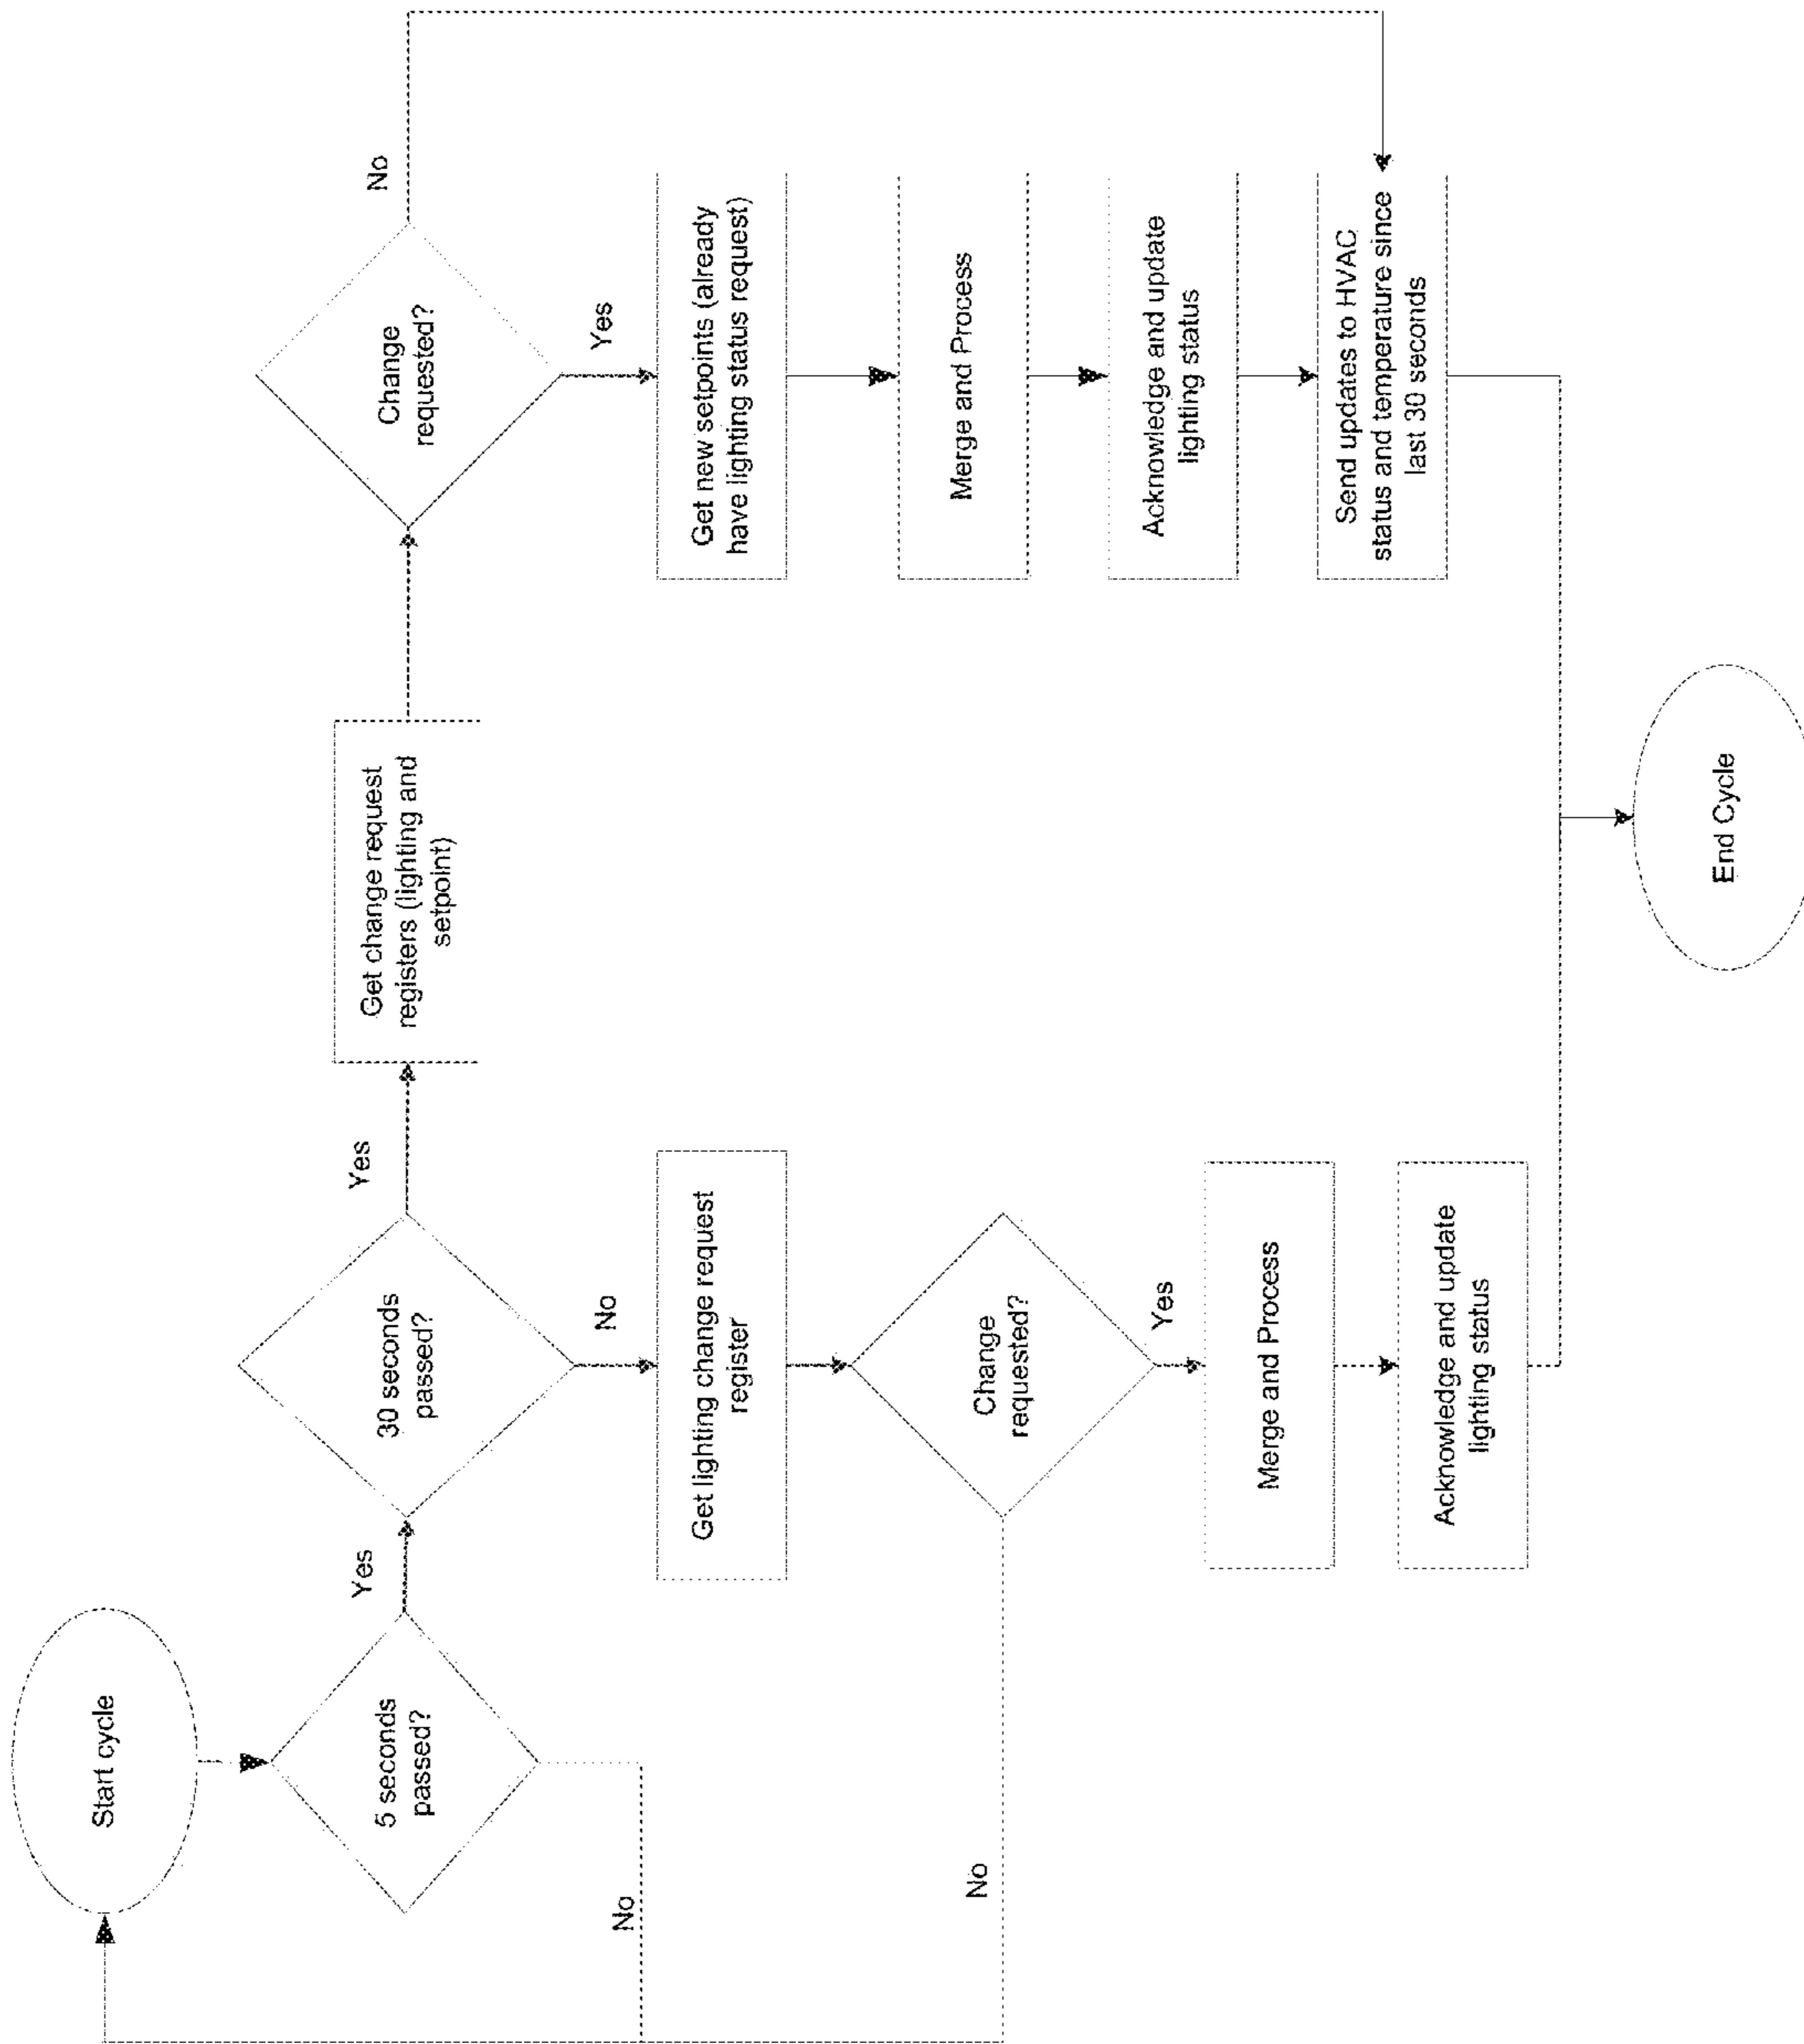 Start cycle
5 seconds
passed?
No
Yes
30 seconds
passed?
Yes
No
Get lighting change request
register
Change
requested?
No
Yes
Merge and Process
Acknowledge and update
lighting status
Get change request
registers (lighting and
setpoint)
Change
requested?
No
Yes
Get new setpoints (already
have lighting status request)
Merge and Process
Acknowledge and update
lighting status
Send updates to HVAC
status and temperature since
last 30 seconds
End Cycle